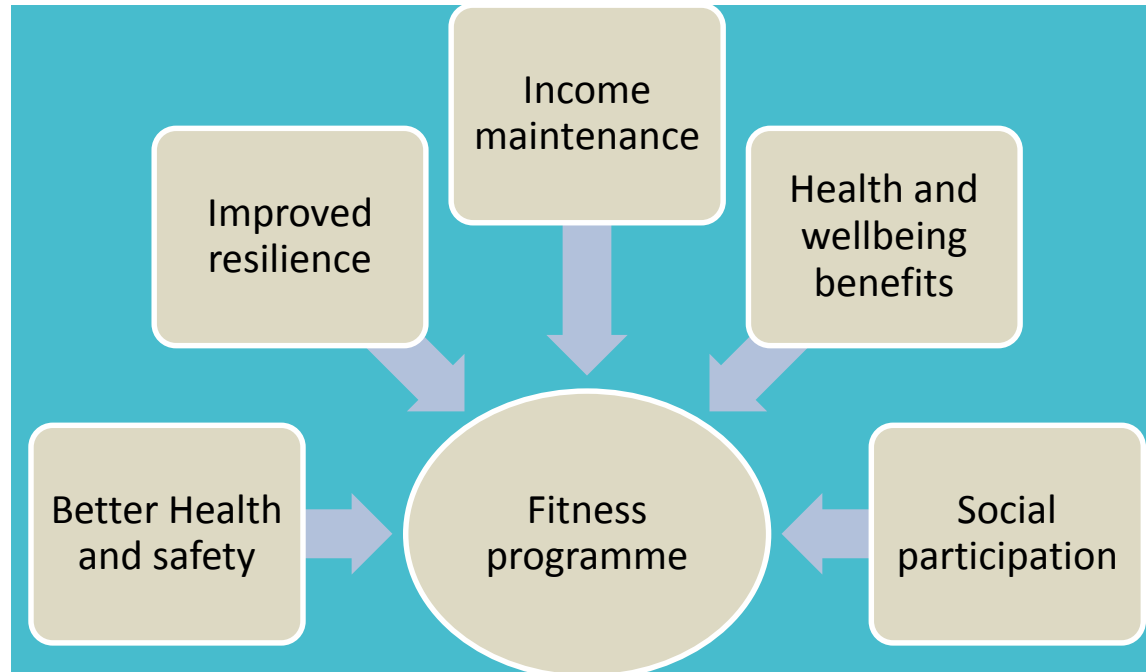 Income
maintenance
Improved
resilience
Health and
wellbeing
benefits
Better Health
and safety
Fitness
programme
Social
participation